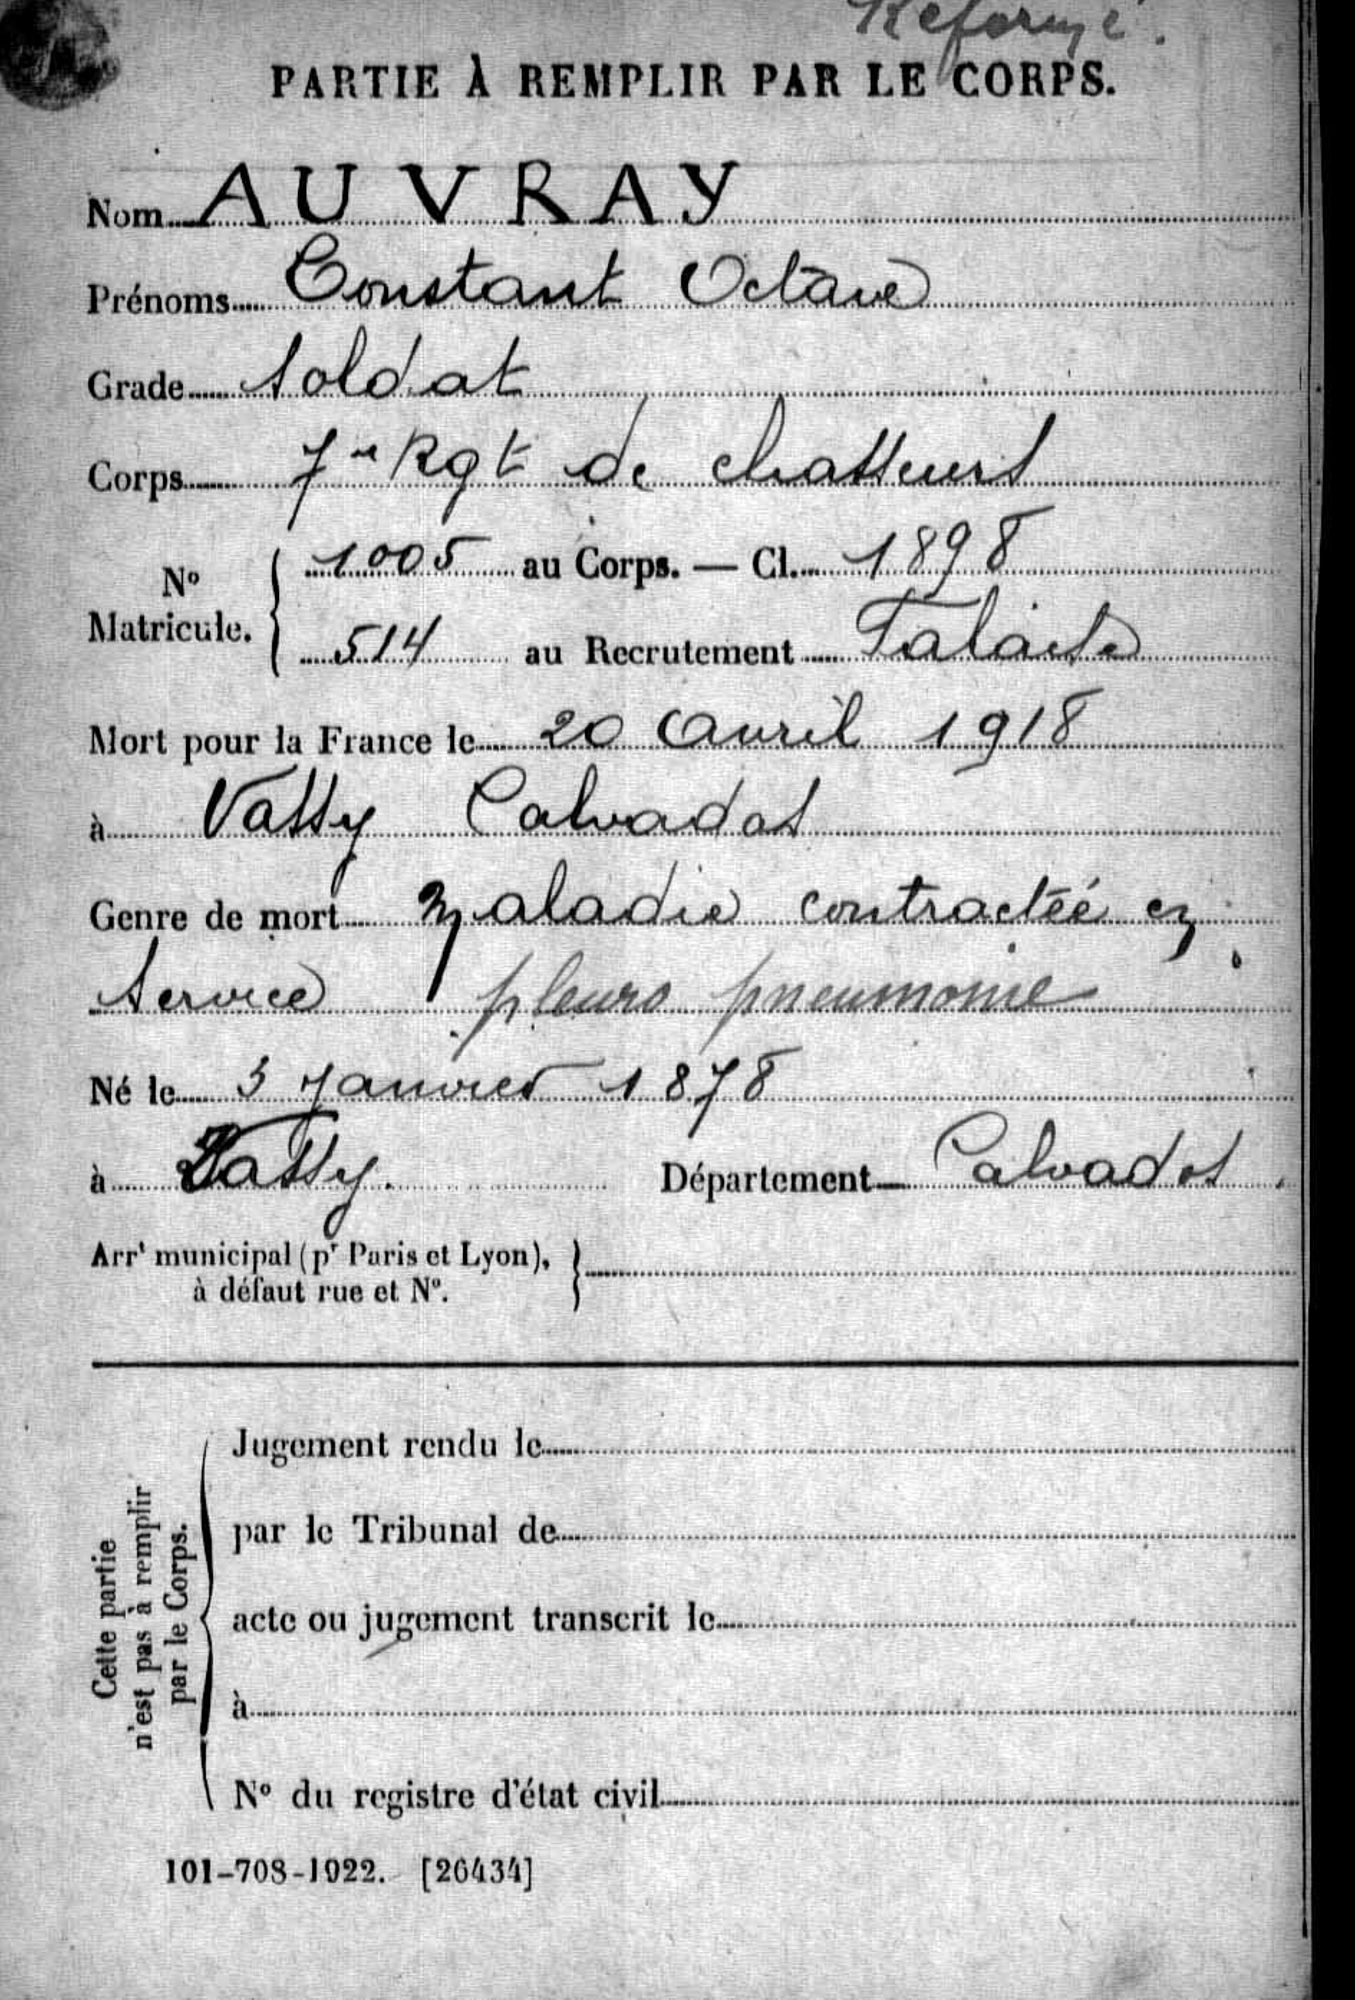 Réformé.
PARTIE À REMPLIR PAR LE CORPS.
Nom AUVRAY
Prénoms Constant Octave
Grade Soldat
Corps 7e Rgt de chasseurs
N° Matricule. 1005 au Corps. — Cl. 1898
514 au Recrutement Falaise
Mort pour la France le 20 Avril 1918
à Vassy Calvados
Genre de mort Maladie contractée en
Service pleuro pneumonie
Né le 3 Janvier 1878
à Vassy. Département Calvados.
Arrt municipal (pr Paris et Lyon),
à défaut rue et N°.
Cette partie
n'est pas à remplir
par le Corps.
Jugement rendu le
par le Tribunal de
acte ou jugement transcrit le
à
N° du registre d'état civil
101-708-1922. [26434]